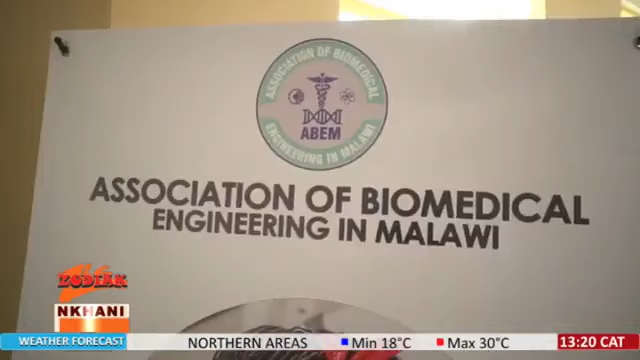 ASSOCIATION OF BIOMEDICAL
ABEM
ENGINEERING IN MALAWI
ASSOCIATION OF BIOMEDICAL
ENGINEERING IN MALAWI
ZODIAK
NKHANI
WEATHER FORECAST NORTHERN AREAS Min 18°C Max 30°C 13:20 CAT